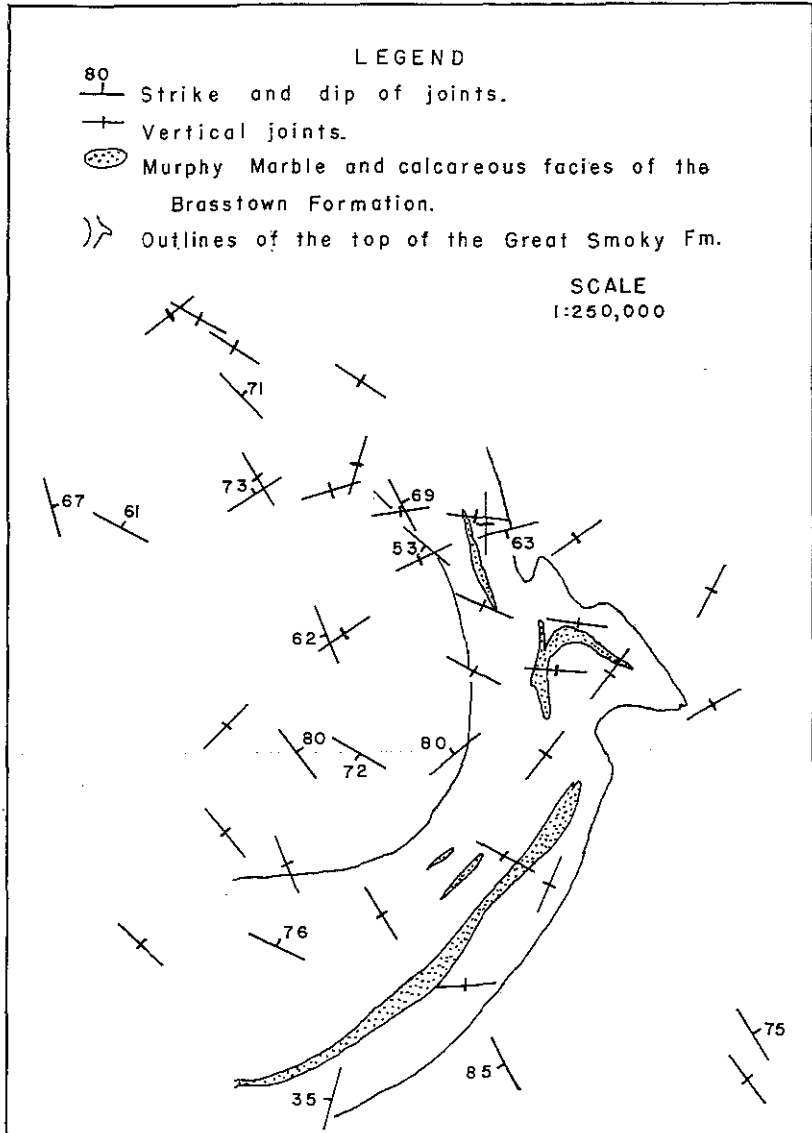 LEGEND
80
Strike and dip of joints.
Vertical joints.
Murphy Marble and calcareous facies of the
Brasstown Formation.
Outlines of the top of the Great Smoky Fm.
SCALE
1:250,000
71
73
69
67
61
53
63
62
80
72
80
76
75
85
35